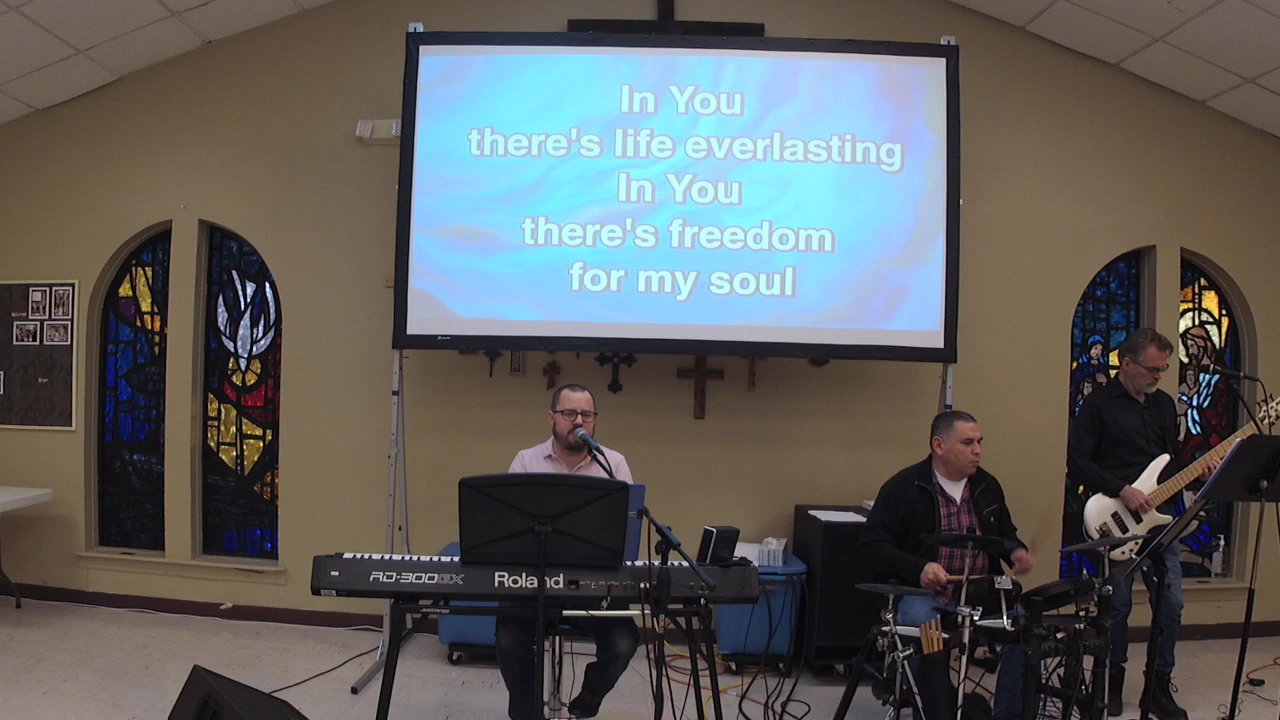 In You
there's life everlasting
In You
there's freedom
for my soul
RD-300GX
Roland